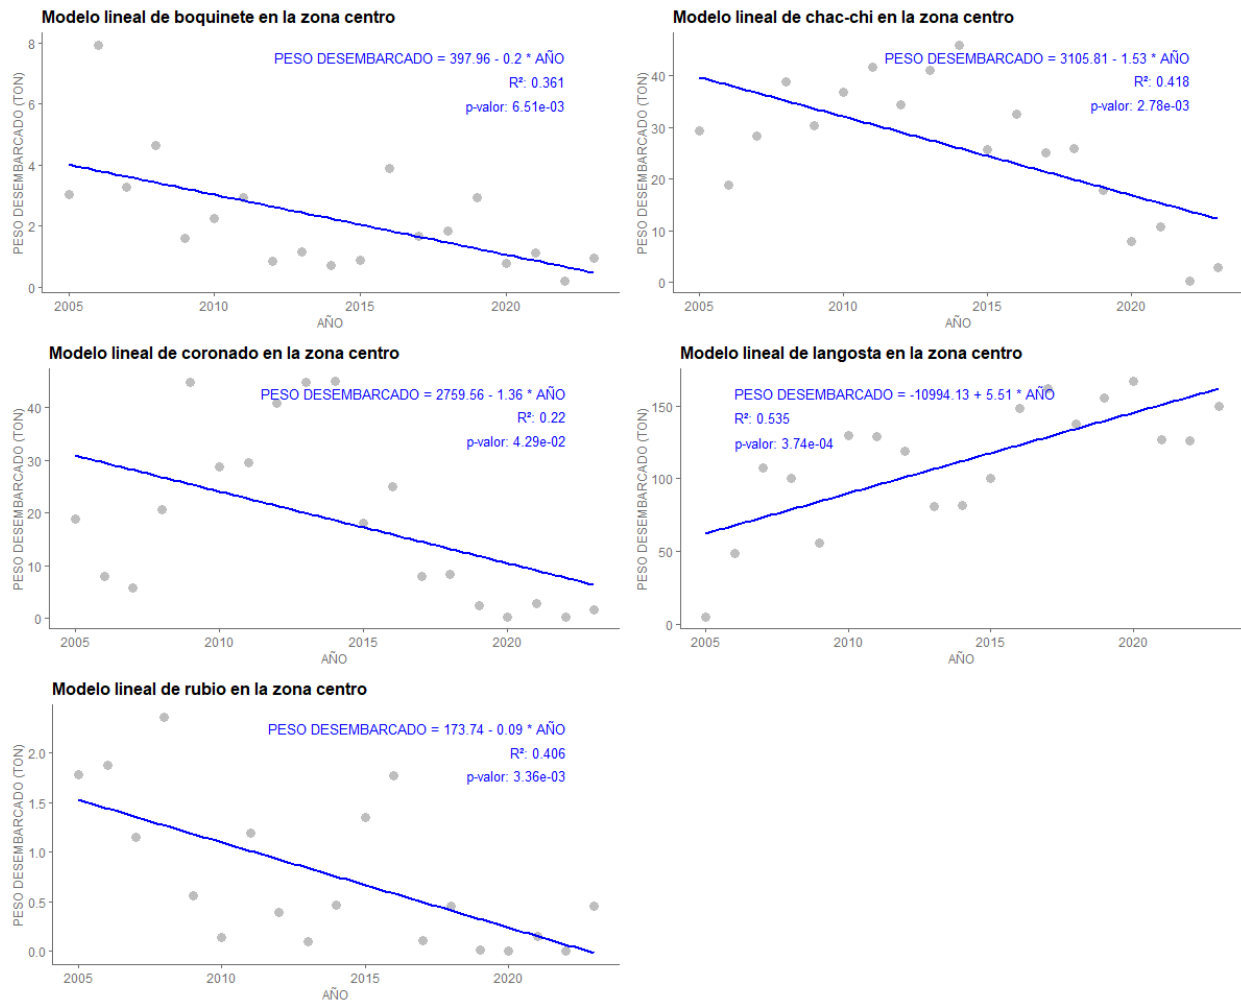 Modelo lineal de boquinete en la zona centro
PESO DESEMBARCADO = 397.96 - 0.2 * AÑO
R²: 0.361
p-valor: 6.51e-03
PESO DESEMBARCADO (TON)
8
6
4
2
0
2005
2010
2015
2020
AÑO
Modelo lineal de chac-chi en la zona centro
PESO DESEMBARCADO = 3105.81 - 1.53 * AÑO
R²: 0.418
p-valor: 2.78e-03
PESO DESEMBARCADO (TON)
40
30
20
10
0
2005
2010
2015
2020
AÑO
Modelo lineal de coronado en la zona centro
PESO DESEMBARCADO = 2759.56 - 1.36 * AÑO
R²: 0.22
p-valor: 4.29e-02
PESO DESEMBARCADO (TON)
40
30
20
10
0
2005
2010
2015
2020
AÑO
Modelo lineal de langosta en la zona centro
PESO DESEMBARCADO = -10994.13 + 5.51 * AÑO
R²: 0.535
p-valor: 3.74e-04
PESO DESEMBARCADO (TON)
150
100
50
0
2005
2010
2015
2020
AÑO
Modelo lineal de rubio en la zona centro
PESO DESEMBARCADO = 173.74 - 0.09 * AÑO
R²: 0.406
p-valor: 3.36e-03
PESO DESEMBARCADO (TON)
2.0
1.5
1.0
0.5
0.0
2005
2010
2015
2020
AÑO